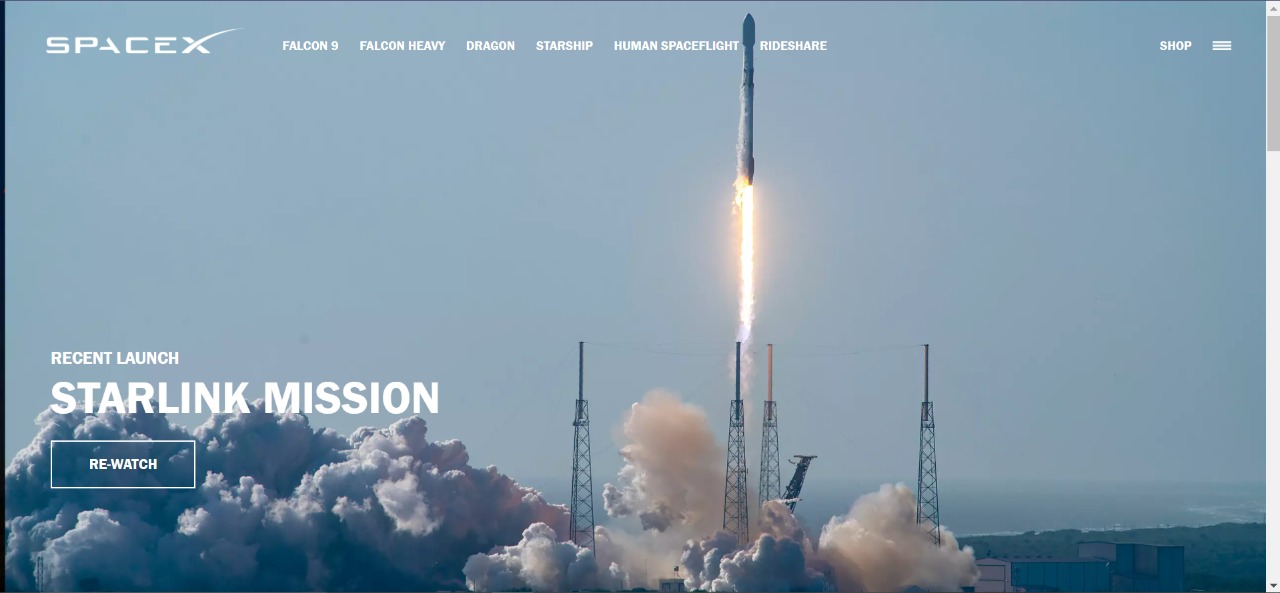 SPACEX FALCON 9 FALCON HEAVY DRAGON STARSHIP HUMAN SPACEFLIGHT RIDESHARE SHOP
RECENT LAUNCH
STARLINK MISSION
RE-WATCH